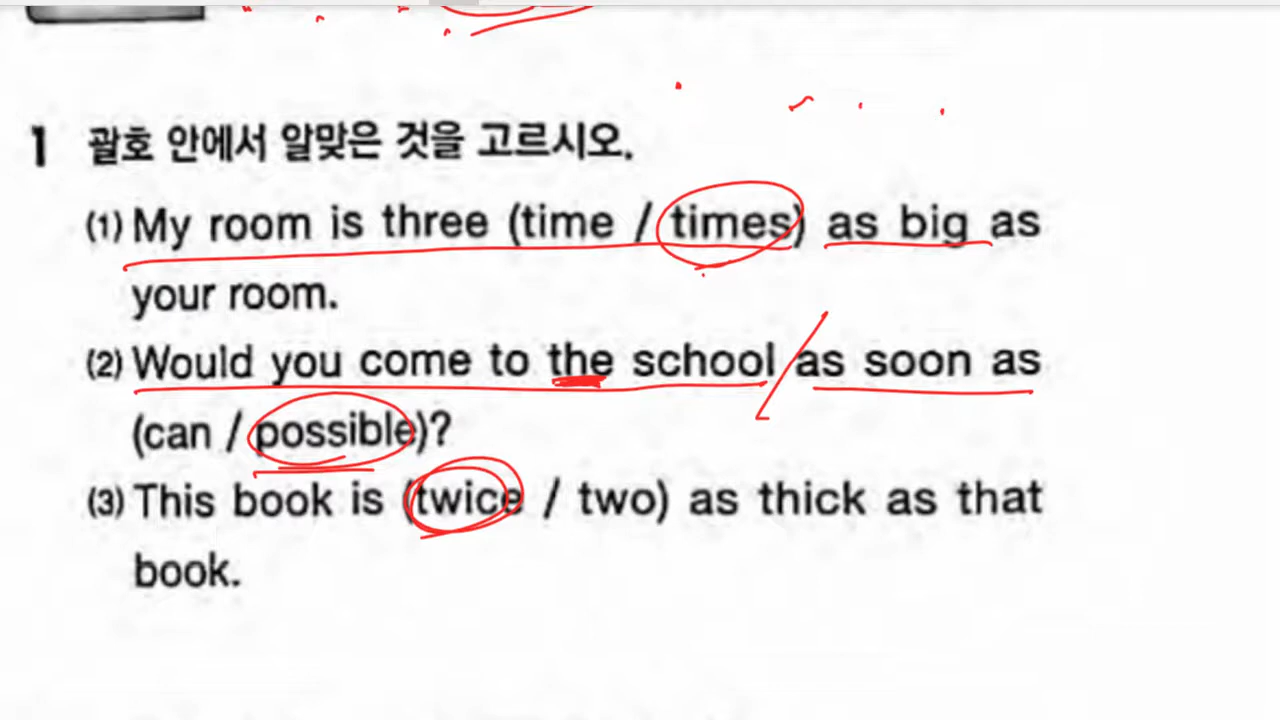 1 괄호 안에서 알맞은 것을 고르시오.
(1) My room is three (time / times) as big as
your room.
(2) Would you come to the school as soon as
(can / possible)?
(3) This book is (twice / two) as thick as that
book.